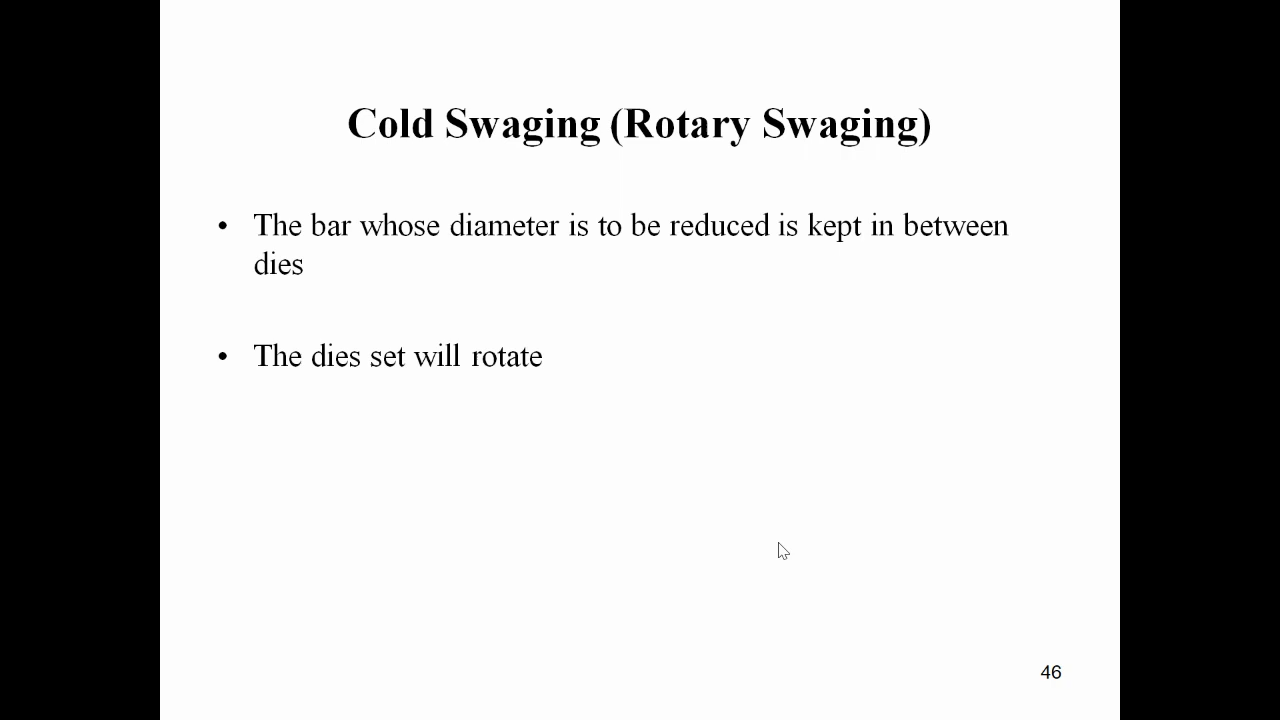 Cold Swaging (Rotary Swaging)
• The bar whose diameter is to be reduced is kept in between
dies
• The dies set will rotate
46